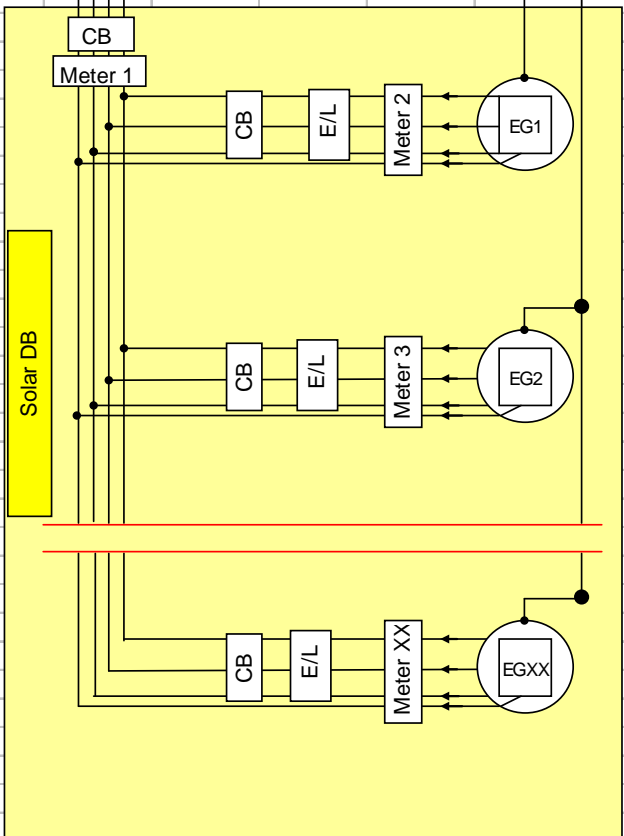 CB
Meter 1
CB
E/L
Meter 2
EG1
Solar DB
CB
E/L
Meter 3
EG2
CB
E/L
Meter XX
EGXX